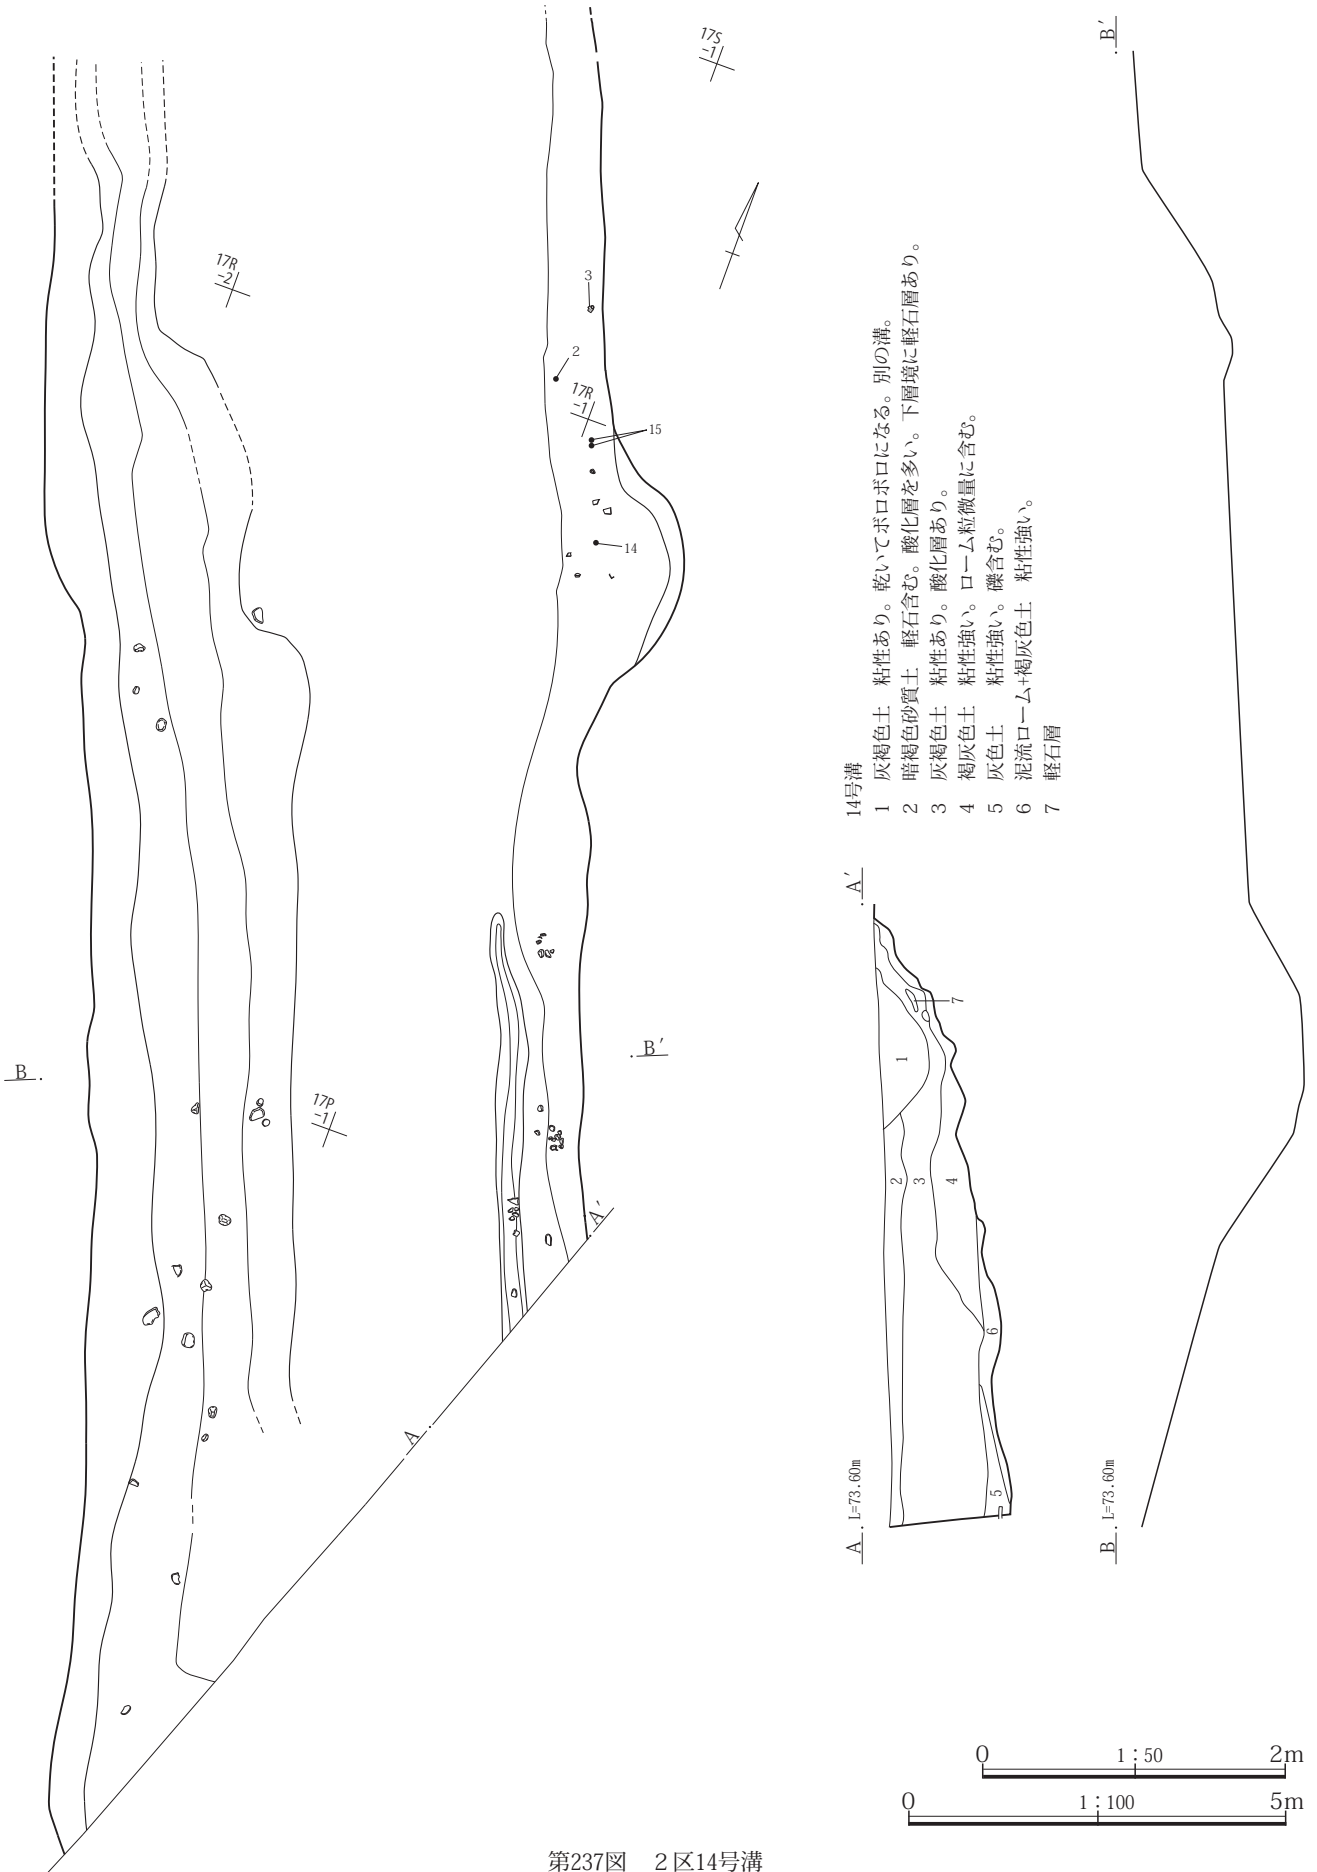 17S
-1
17R
-2
3
2
17R
-1
15
14
B
B′
17P
-1
A
A′
14号溝
1 灰褐色土 粘性あり。乾いてボロボロになる。別の溝。
2 暗褐色砂質土 軽石含む。酸化層を多い。下層境に軽石層あり。
3 灰褐色土 粘性あり。酸化層あり。
4 褐灰色土 粘性強い。ローム粒微量に含む。
5 灰色土 粘性強い。礫含む。
6 泥流ローム+褐灰色土 粘性強い。
7 軽石層
A L=73.60m
A′
1
2
3
4
5
6
7
B L=73.60m
B′
0 1：50 2m
0 1：100 5m
第237図 2区14号溝